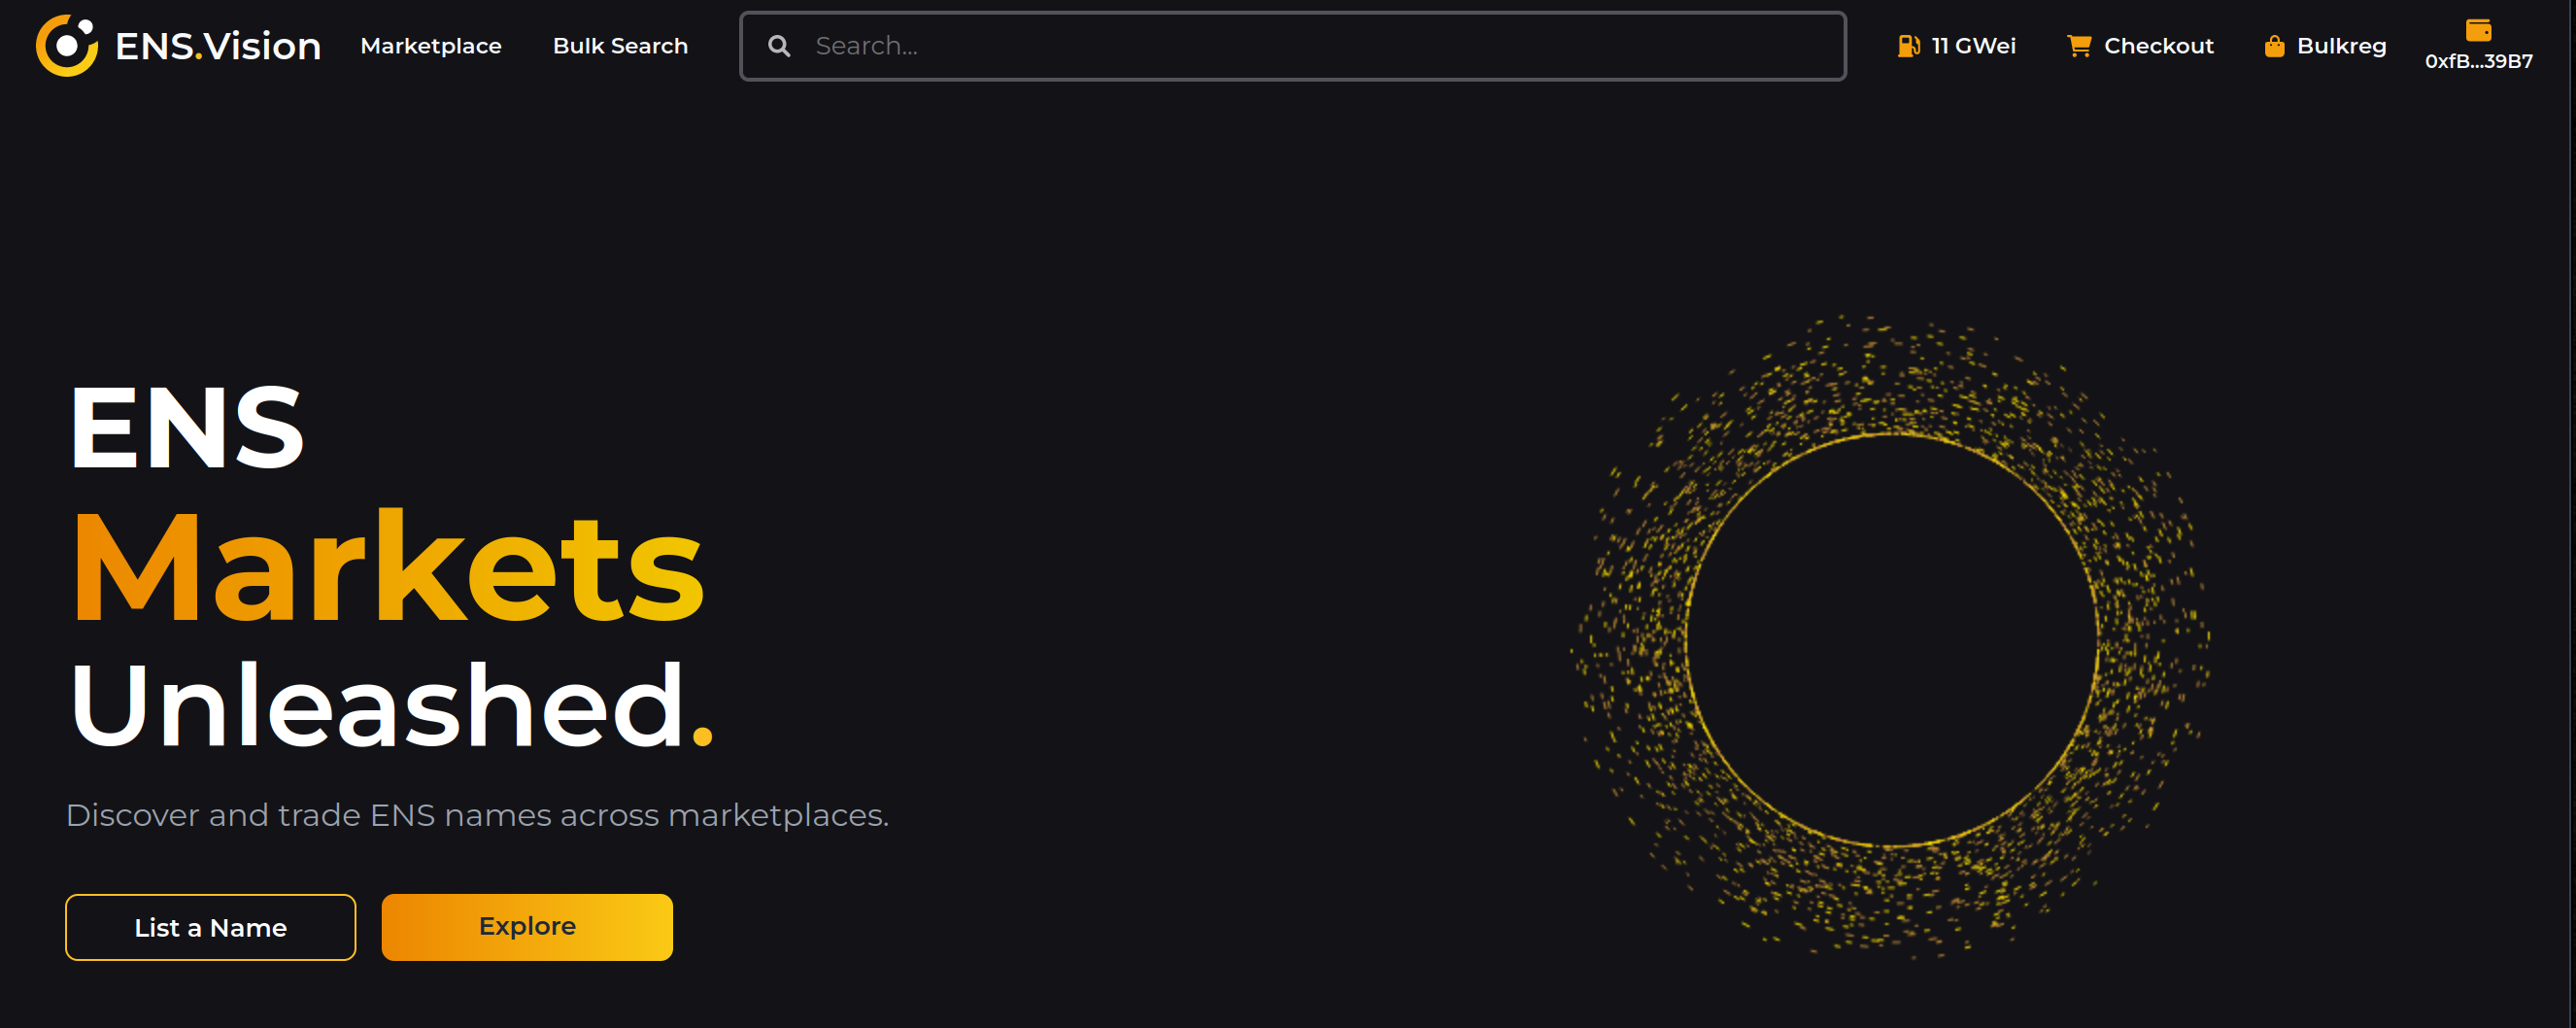 ENS.Vision Marketplace Bulk Search Search... 11 GWei Checkout Bulkreg 0xfB...39B7
ENS
Markets
Unleashed.
Discover and trade ENS names across marketplaces.
List a Name Explore